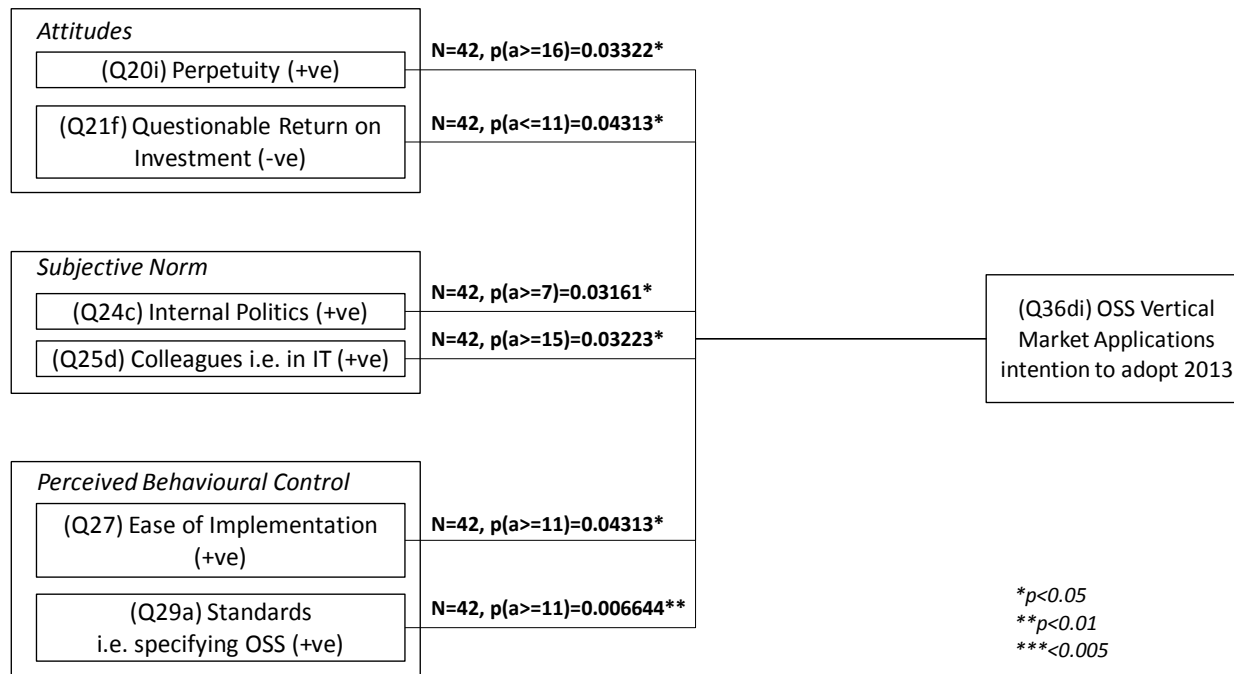 Attitudes
N=42, p(a>=16)=0.03322*
(Q20i) Perpetuity (+ve)
N=42, p(a<=11)=0.04313*
(Q21f) Questionable Return on
Investment (-ve)
Subjective Norm
N=42, p(a>=7)=0.03161*
(Q24c) Internal Politics (+ve)
N=42, p(a>=15)=0.03223*
(Q25d) Colleagues i.e. in IT (+ve)
(Q36di) OSS Vertical
Market Applications
intention to adopt 2013
Perceived Behavioural Control
N=42, p(a>=11)=0.04313*
(Q27) Ease of Implementation
(+ve)
N=42, p(a>=11)=0.006644**
(Q29a) Standards
i.e. specifying OSS (+ve)
*p<0.05
**p<0.01
***<0.005